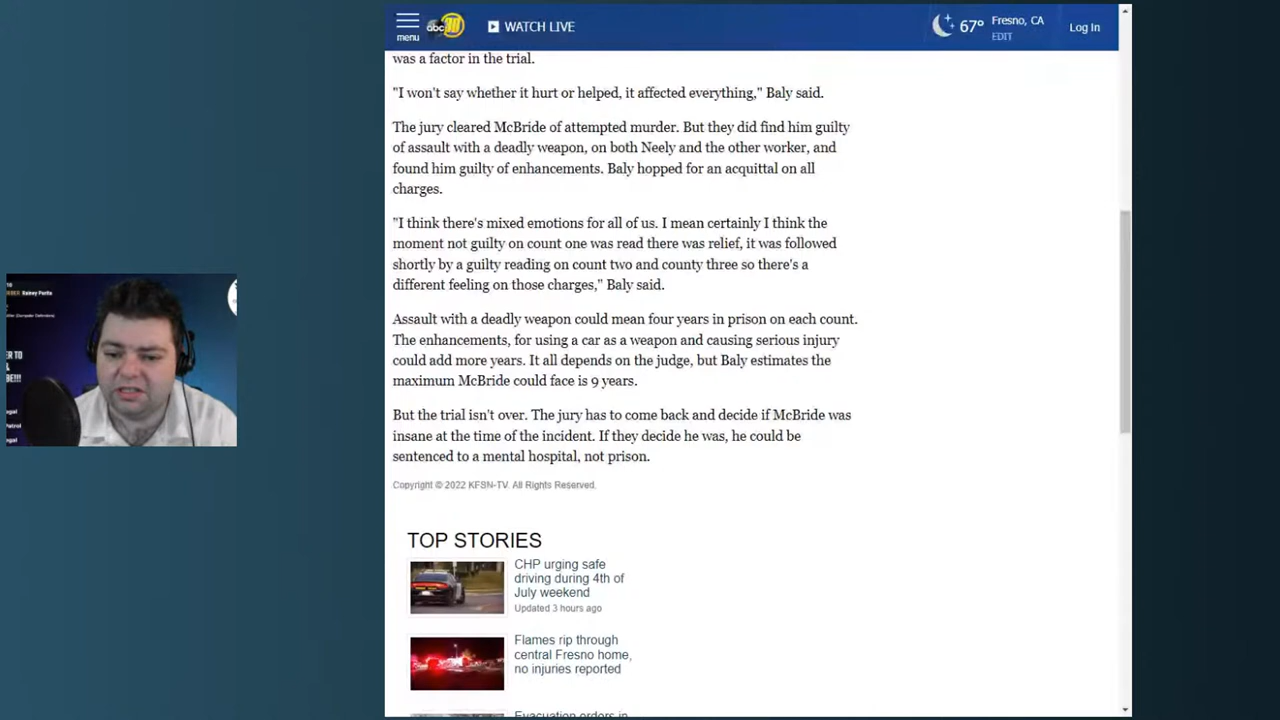 menu
abc 30
WATCH LIVE
67°
Fresno, CA
EDIT
Log In
was a factor in the trial.
"I won't say whether it hurt or helped, it affected everything," Baly said.
The jury cleared McBride of attempted murder. But they did find him guilty
of assault with a deadly weapon, on both Neely and the other worker, and
found him guilty of enhancements. Baly hopped for an acquittal on all
charges.
"I think there's mixed emotions for all of us. I mean certainly I think the
moment not guilty on count one was read there was relief, it was followed
shortly by a guilty reading on count two and county three so there's a
different feeling on those charges," Baly said.
Assault with a deadly weapon could mean four years in prison on each count.
The enhancements, for using a car as a weapon and causing serious injury
could add more years. It all depends on the judge, but Baly estimates the
maximum McBride could face is 9 years.
But the trial isn't over. The jury has to come back and decide if McBride was
insane at the time of the incident. If they decide he was, he could be
sentenced to a mental hospital, not prison.
Copyright © 2022 KFSN-TV. All Rights Reserved.
TOP STORIES
CHP urging safe
driving during 4th of
July weekend
Updated 3 hours ago
Flames rip through
central Fresno home,
no injuries reported
Evacuation orders in